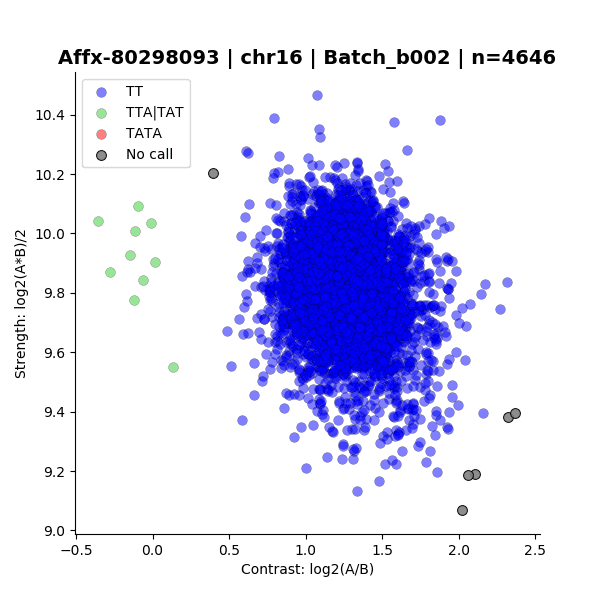 Affx-80298093 | chr16 | Batch_b002 | n=4646
TT
TTA|TAT
TATA
No call
Strength: log2(A*B)/2
10.4
10.2
10.0
9.8
9.6
9.4
9.2
9.0
−0.5 0.0 0.5 1.0 1.5 2.0 2.5
Contrast: log2(A/B)